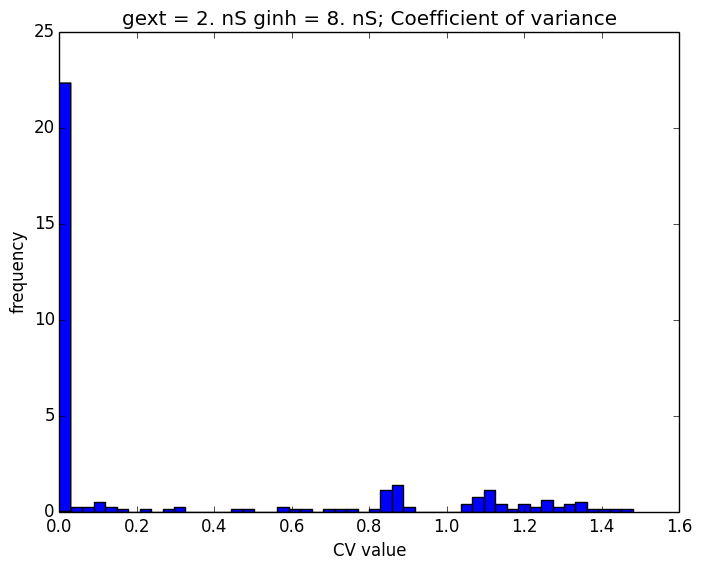 gext = 2. nS ginh = 8. nS; Coefficient of variance
25
20
15
10
5
0
frequency
0.0 0.2 0.4 0.6 0.8 1.0 1.2 1.4 1.6
CV value